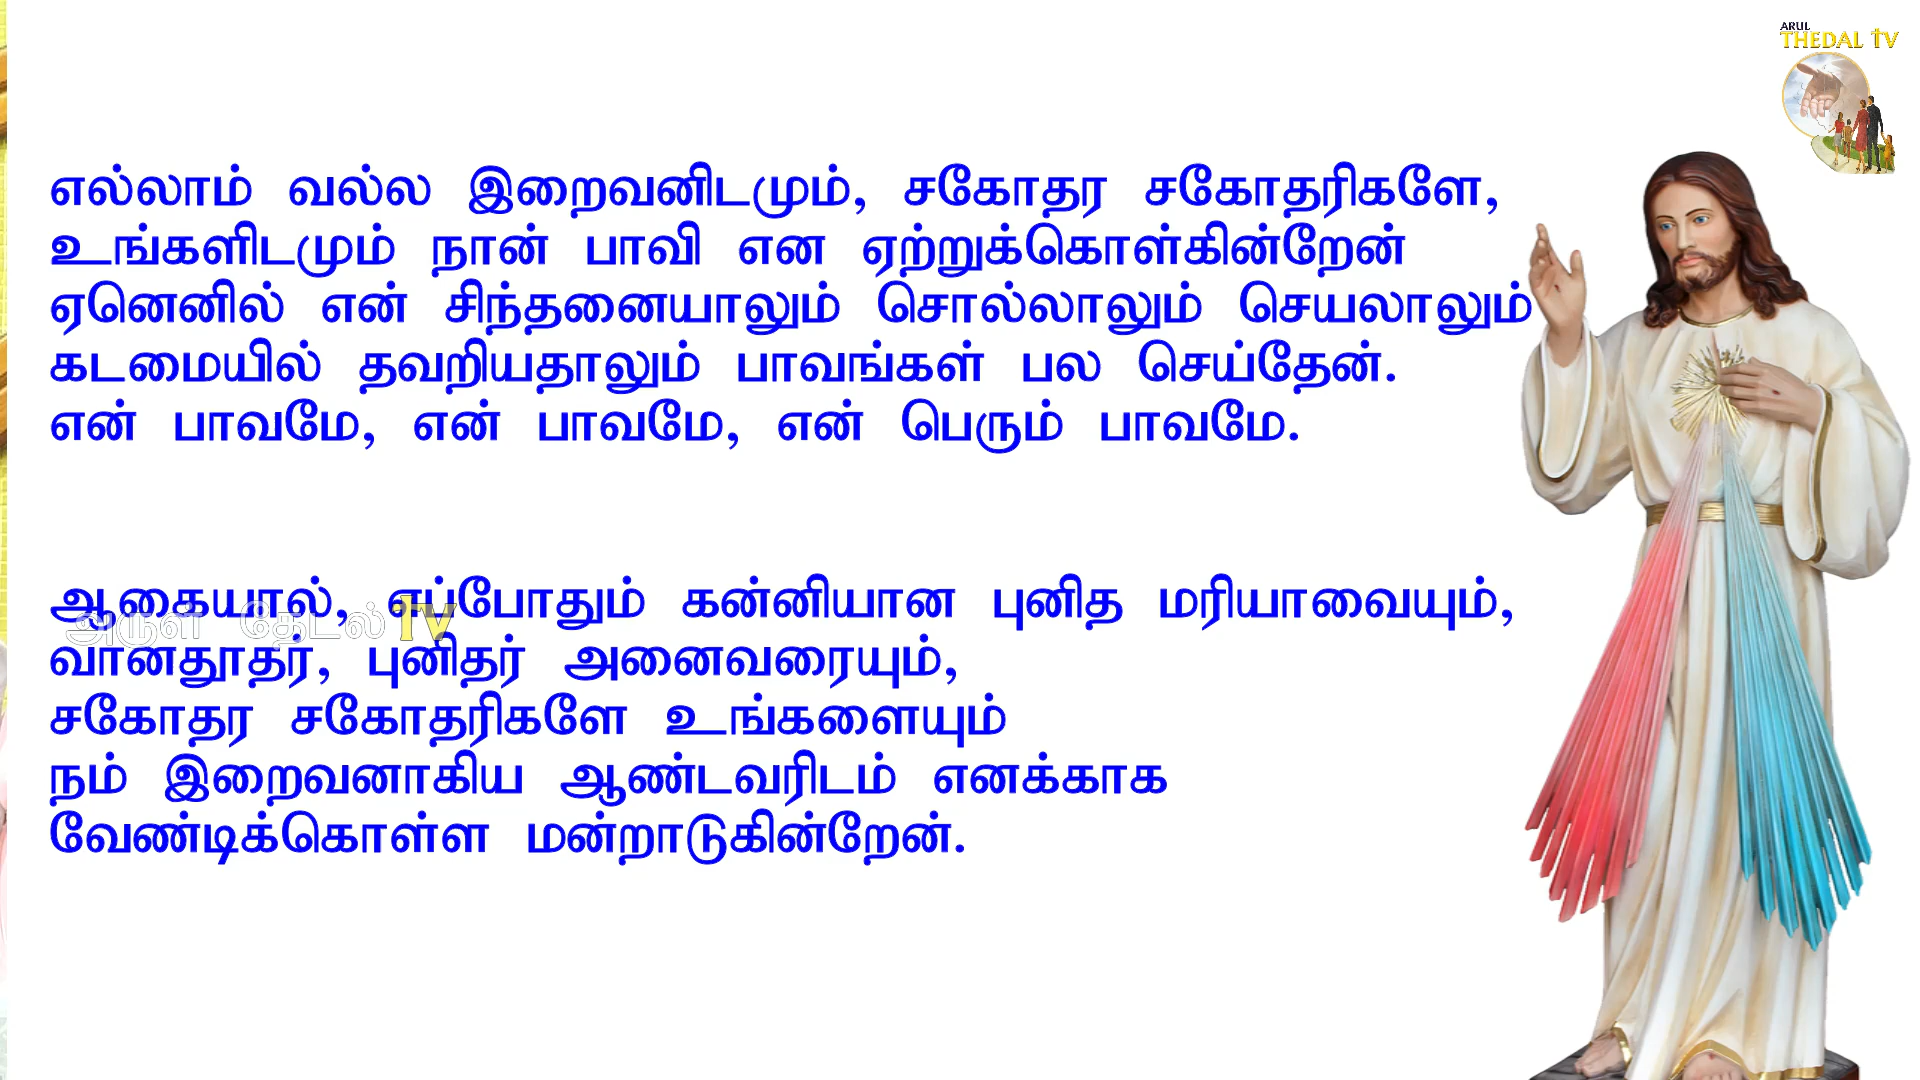 ARUL
THEDAL TV
எல்லாம் வல்ல இறைவனிடமும், சகோதர சகோதரிகளே,
உங்களிடமும் நான் பாவி என ஏற்றுக்கொள்கின்றேன்
ஏனெனில் என் சிந்தனையாலும் சொல்லாலும் செயலாலும்
கடமையில் தவறியதாலும் பாவங்கள் பல செய்தேன்.
என் பாவமே, என் பாவமே, என் பெரும் பாவமே.
ஆகையால், எப்போதும் கன்னியான புனித மரியாவையும்,
அருள் தேடல் TV
வானதூதர், புனிதர் அனைவரையும்,
சகோதர சகோதரிகளே உங்களையும்
நம் இறைவனாகிய ஆண்டவரிடம் எனக்காக
வேண்டிக்கொள்ள மன்றாடுகின்றேன்.